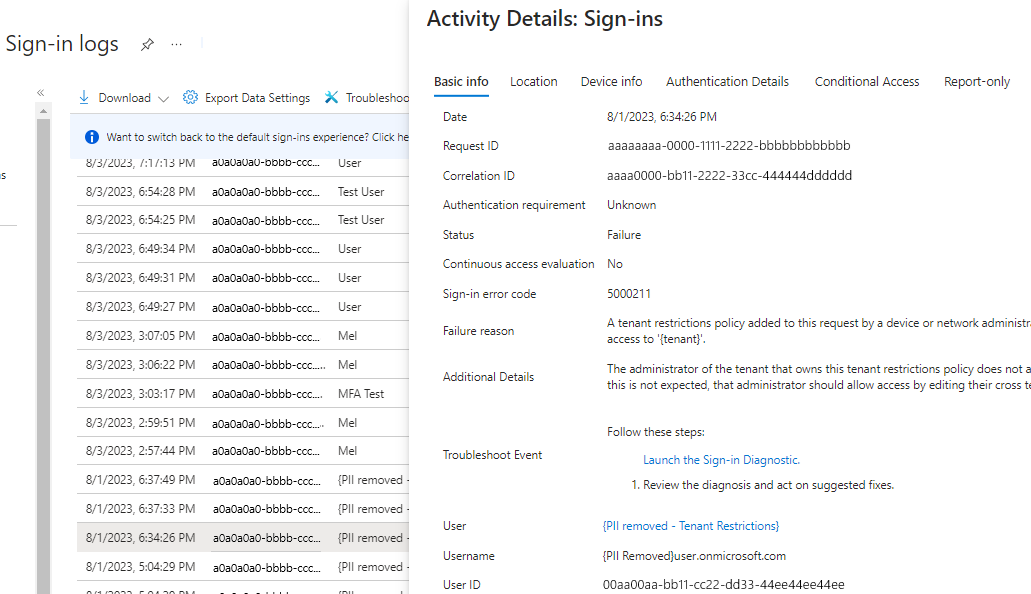 Sign-in logs
...
«
Download
Export Data Settings
Troubleshoo
Want to switch back to the default sign-ins experience? Click he
s
8/3/2023, 7:17:13 PM a0a0a0a0-bbbb-ccc... User
8/3/2023, 6:54:28 PM a0a0a0a0-bbbb-ccc... Test User
8/3/2023, 6:54:25 PM a0a0a0a0-bbbb-ccc... Test User
8/3/2023, 6:49:34 PM a0a0a0a0-bbbb-ccc... User
8/3/2023, 6:49:31 PM a0a0a0a0-bbbb-ccc... User
8/3/2023, 6:49:27 PM a0a0a0a0-bbbb-ccc... User
8/3/2023, 3:07:05 PM a0a0a0a0-bbbb-ccc... Mel
8/3/2023, 3:06:22 PM a0a0a0a0-bbbb-ccc..... Mel
8/3/2023, 3:03:17 PM a0a0a0a0-bbbb-ccc... MFA Test
8/3/2023, 2:59:51 PM a0a0a0a0-bbbb-ccc... Mel
8/3/2023, 2:57:44 PM a0a0a0a0-bbbb-ccc... Mel
8/1/2023, 6:37:49 PM a0a0a0a0-bbbb-ccc... {PII removed -
8/1/2023, 6:37:33 PM a0a0a0a0-bbbb-ccc... {PII removed -
8/1/2023, 6:34:26 PM a0a0a0a0-bbbb-ccc... {PII removed -
8/1/2023, 5:04:29 PM a0a0a0a0-bbbb-ccc... {PII removed -
Activity Details: Sign-ins
Basic info Location Device info Authentication Details Conditional Access Report-only
Date 8/1/2023, 6:34:26 PM
Request ID aaaaaaaa-0000-1111-2222-bbbbbbbbbbbb
Correlation ID aaaa0000-bb11-2222-33cc-444444dddddd
Authentication requirement Unknown
Status Failure
Continuous access evaluation No
Sign-in error code 5000211
Failure reason
A tenant restrictions policy added to this request by a device or network administr
access to '{tenant}'.
Additional Details
The administrator of the tenant that owns this tenant restrictions policy does not a
this is not expected, that administrator should allow access by editing their cross te
Troubleshoot Event
Follow these steps:
Launch the Sign-in Diagnostic.
1. Review the diagnosis and act on suggested fixes.
User {PII removed - Tenant Restrictions}
Username {PII Removed}user.onmicrosoft.com
User ID 00aa00aa-bb11-cc22-dd33-44ee44ee44ee